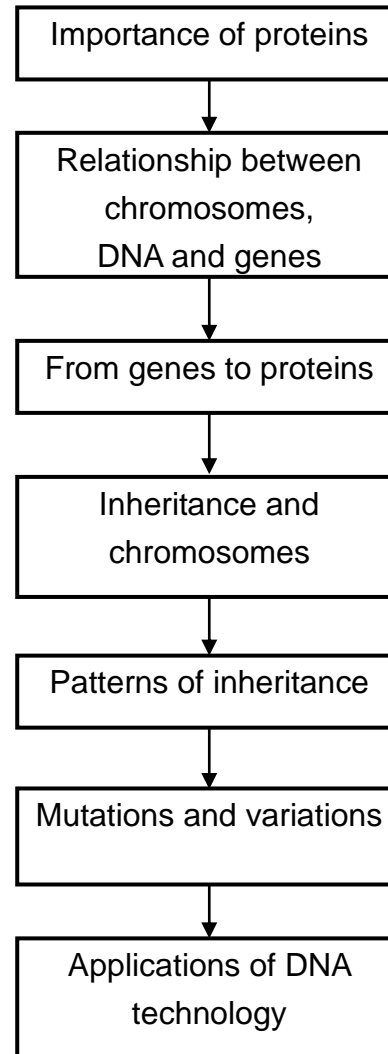 Importance of proteins
Relationship between
chromosomes,
DNA and genes
From genes to proteins
Inheritance and
chromosomes
Patterns of inheritance
Mutations and variations
Applications of DNA
technology